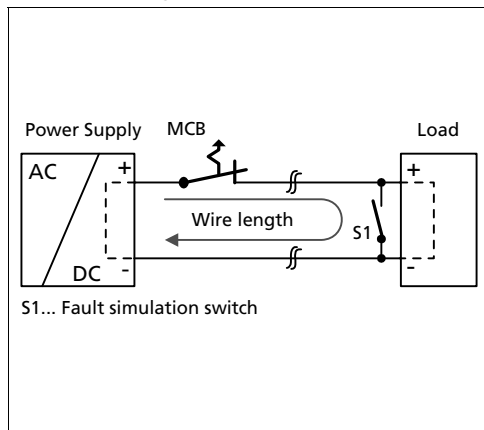 Power Supply MCB Load
AC + +
Wire length
S1
DC - -
S1... Fault simulation switch